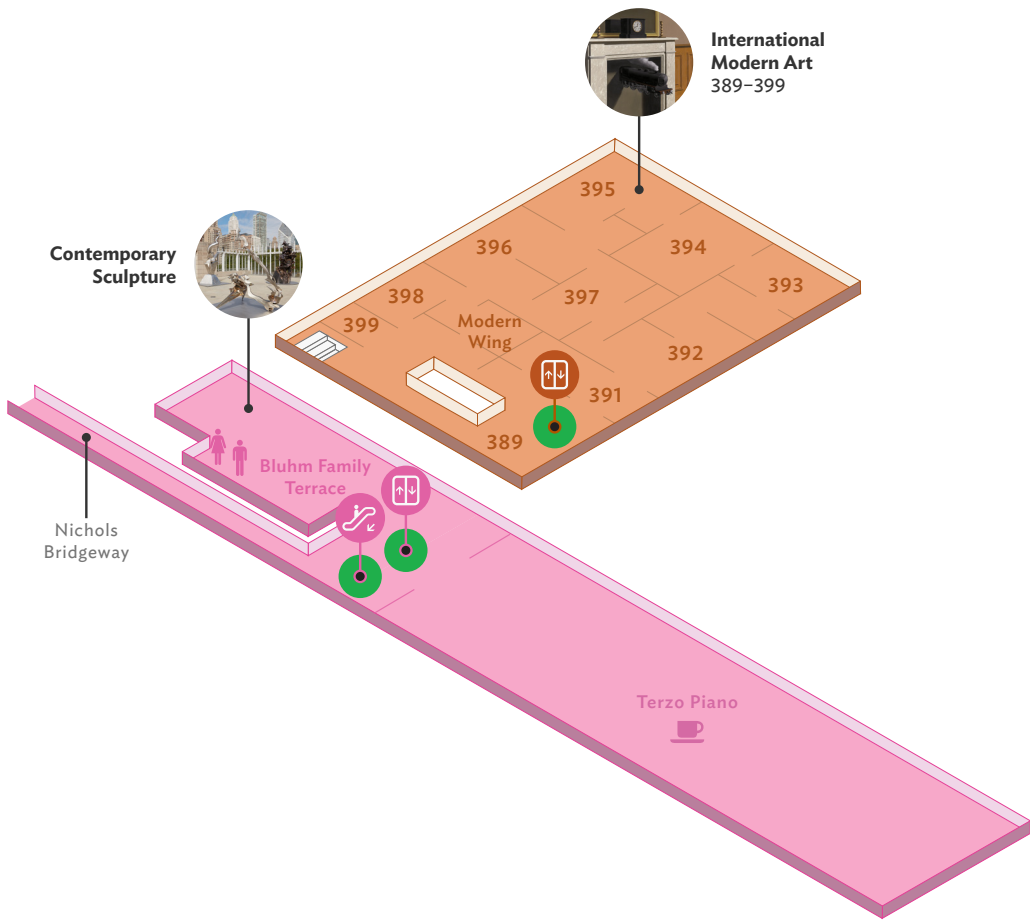 International
Modern Art
389–399
395
396
394
Contemporary
Sculpture
397
393
398
399
Modern
Wing
392
391
389
Bluhm Family
Terrace
Nichols
Bridgeway
Terzo Piano